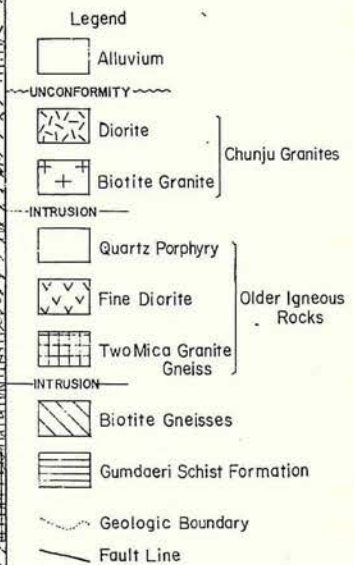 Legend
Alluvium
UNCONFORMITY
Diorite
Chunju Granites
Biotite Granite
INTRUSION
Quartz Porphyry
Fine Diorite
Older Igneous
Rocks
Two Mica Granite
Gneiss
INTRUSION
Biotite Gneisses
Gumdaeri Schist Formation
Geologic Boundary
Fault Line